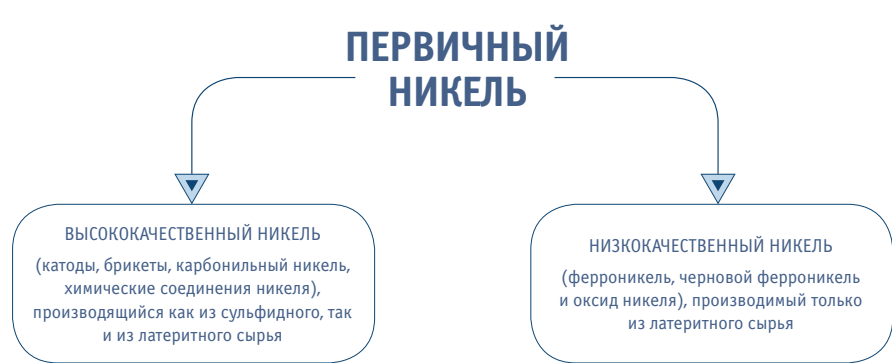 ПЕРВИЧНЫЙ
НИКЕЛЬ
ВЫСОКОКАЧЕСТВЕННЫЙ НИКЕЛЬ
(катоды, брикеты, карбонильный никель,
химические соединения никеля),
производящийся как из сульфидного, так
и из латеритного сырья
НИЗКОКАЧЕСТВЕННЫЙ НИКЕЛЬ
(ферроникель, черновой ферроникель
и оксид никеля), производимый только
из латеритного сырья